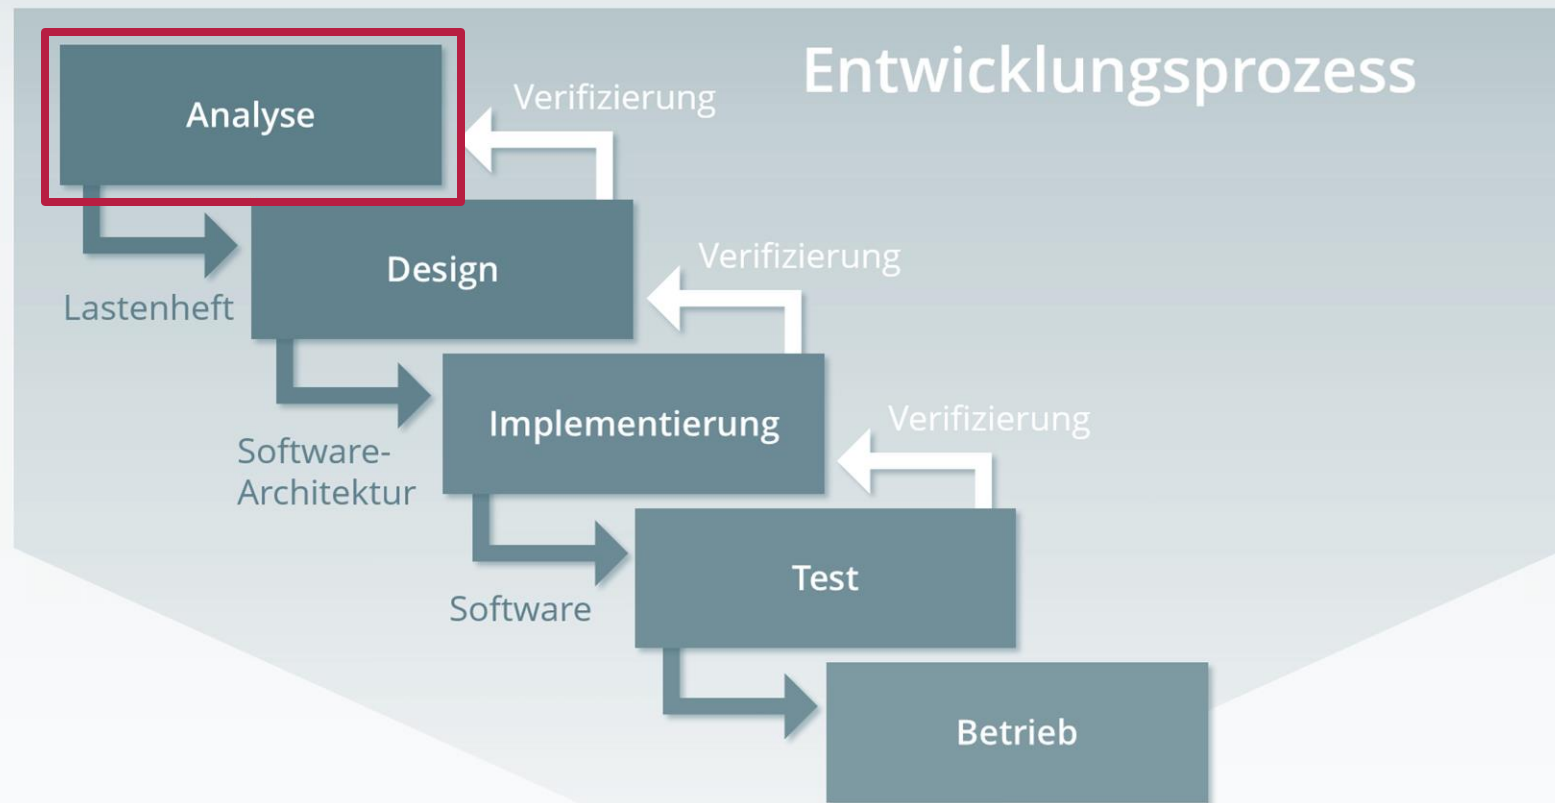 Entwicklungsprozess
Analyse
Verifizierung
Lastenheft
Design
Verifizierung
Software-
Architektur
Implementierung
Verifizierung
Software
Test
Betrieb